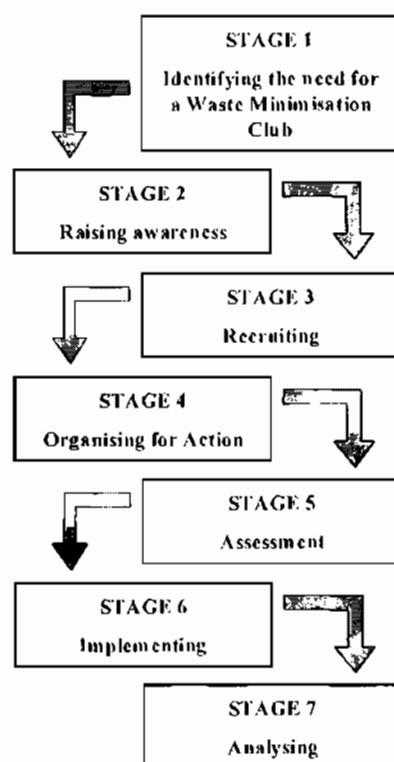 STAGE 1
Identifying the need for
a Waste Minimisation
Club
STAGE 2
Raising awareness
STAGE 3
Recruiting
STAGE 4
Organising for Action
STAGE 5
Assessment
STAGE 6
Implementing
STAGE 7
Analysing